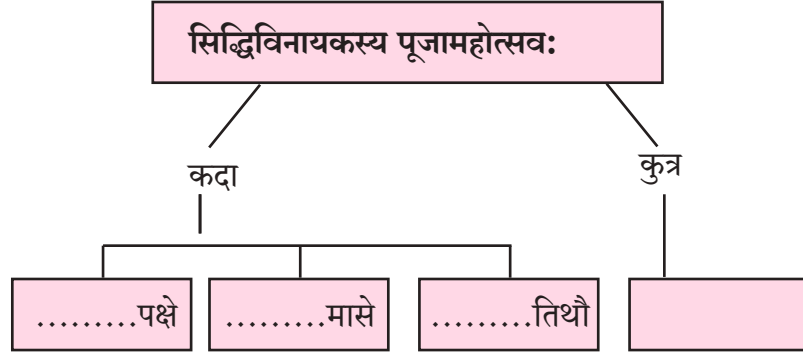 सिद्धिविनायकस्य पूजामहोत्सवः
कदा
कुत्र
.........पक्षे
.........मासे
.........तिथौ